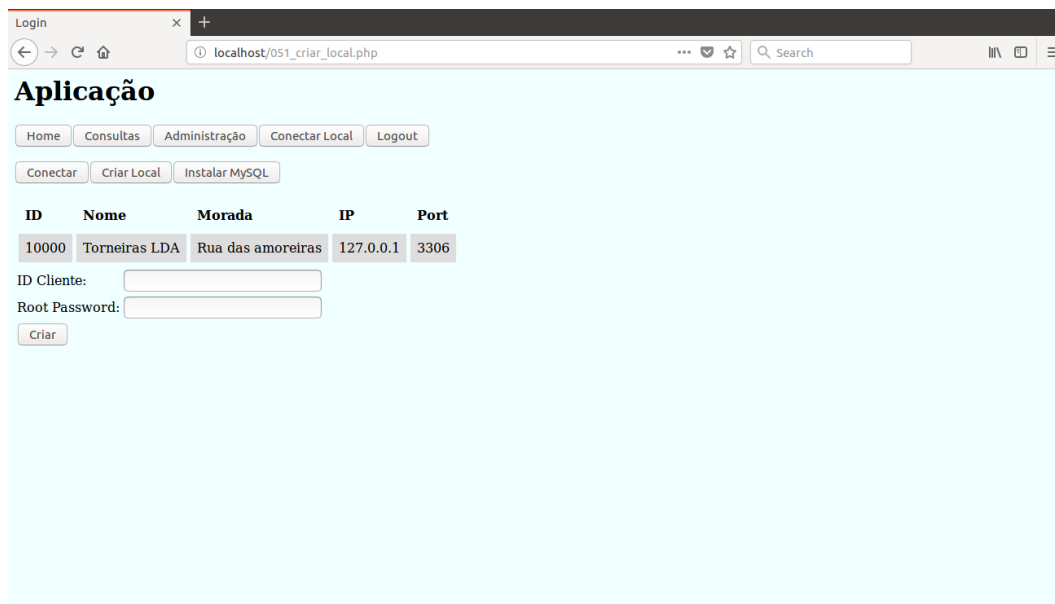 Login
localhost/051_criar_local.php
Search
Aplicação
Home Consultas Administração Conectar Local Logout
Conectar Criar Local Instalar MySQL
ID Nome Morada IP Port
10000 Torneiras LDA Rua das amoreiras 127.0.0.1 3306
ID Cliente:
Root Password:
Criar